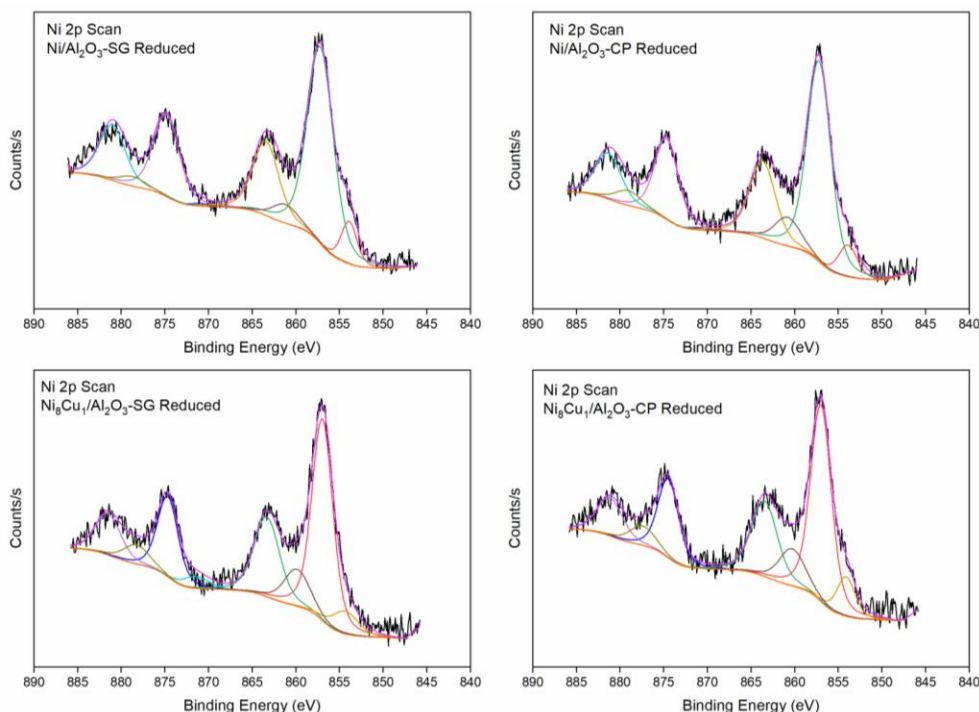 Ni 2p Scan
Ni/Al₂O₃-SG Reduced
Counts/s
890 885 880 875 870 865 860 855 850 845 840
Binding Energy (eV)
Ni 2p Scan
Ni/Al₂O₃-CP Reduced
Counts/s
890 885 880 875 870 865 860 855 850 845 840
Binding Energy (eV)
Ni 2p Scan
Ni₈Cu₁/Al₂O₃-SG Reduced
Counts/s
890 885 880 875 870 865 860 855 850 845 840
Binding Energy (eV)
Ni 2p Scan
Ni₈Cu₁/Al₂O₃-CP Reduced
Counts/s
890 885 880 875 870 865 860 855 850 845 840
Binding Energy (eV)